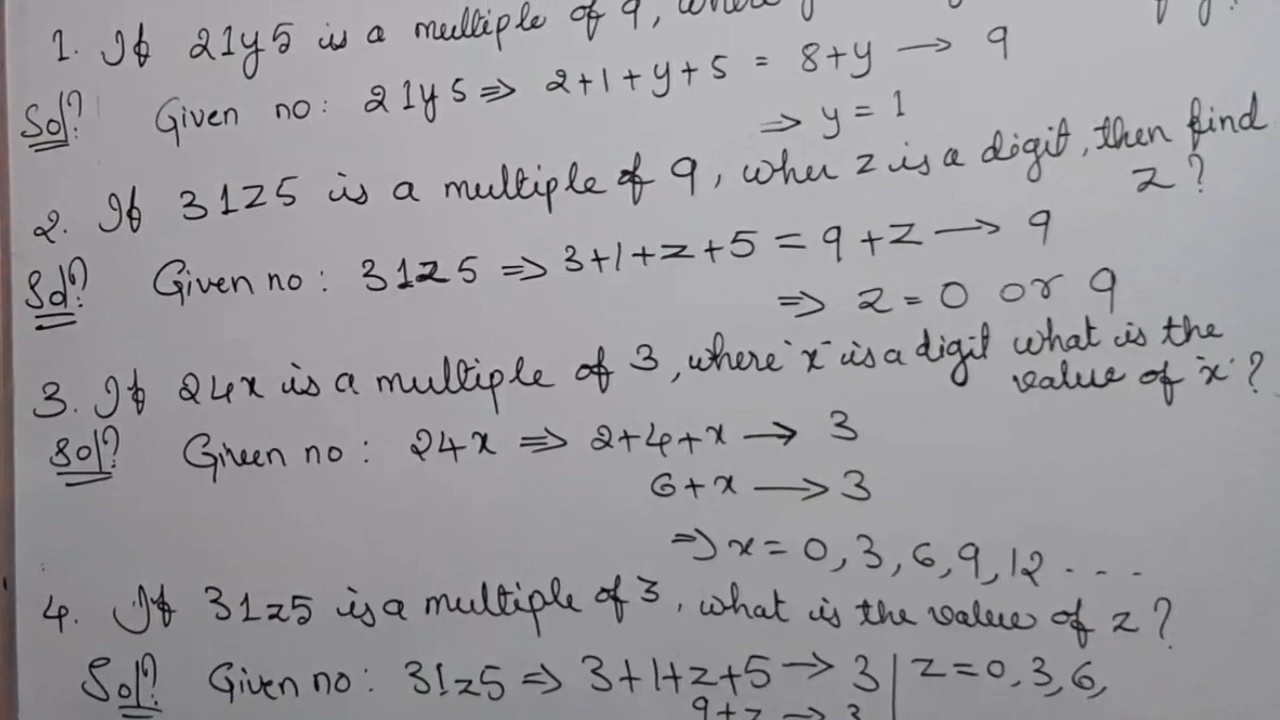 1. If 21y5 is a multiple of 9, where y
Sol? Given no: 21y5 ⇒ 2+1+y+5 = 8+y → 9
⇒ y = 1
2. If 31Z5 is a multiple of 9, wher z is a digit, then find
z?
Sol? Given no: 31z5 ⇒ 3+1+z+5 = 9+z → 9
⇒ z = 0 or 9
3. If 24x is a multiple of 3, where 'x' is a digit what is the
value of 'x'?
Sol? Given no: 24x ⇒ 2+4+x → 3
6+x → 3
⇒ x = 0, 3, 6, 9, 12 ...
4. If 31z5 is a multiple of 3, what is the value of z?
Sol? Given no: 31z5 ⇒ 3+1+z+5 → 3 | z = 0, 3, 6,
9+z → 3